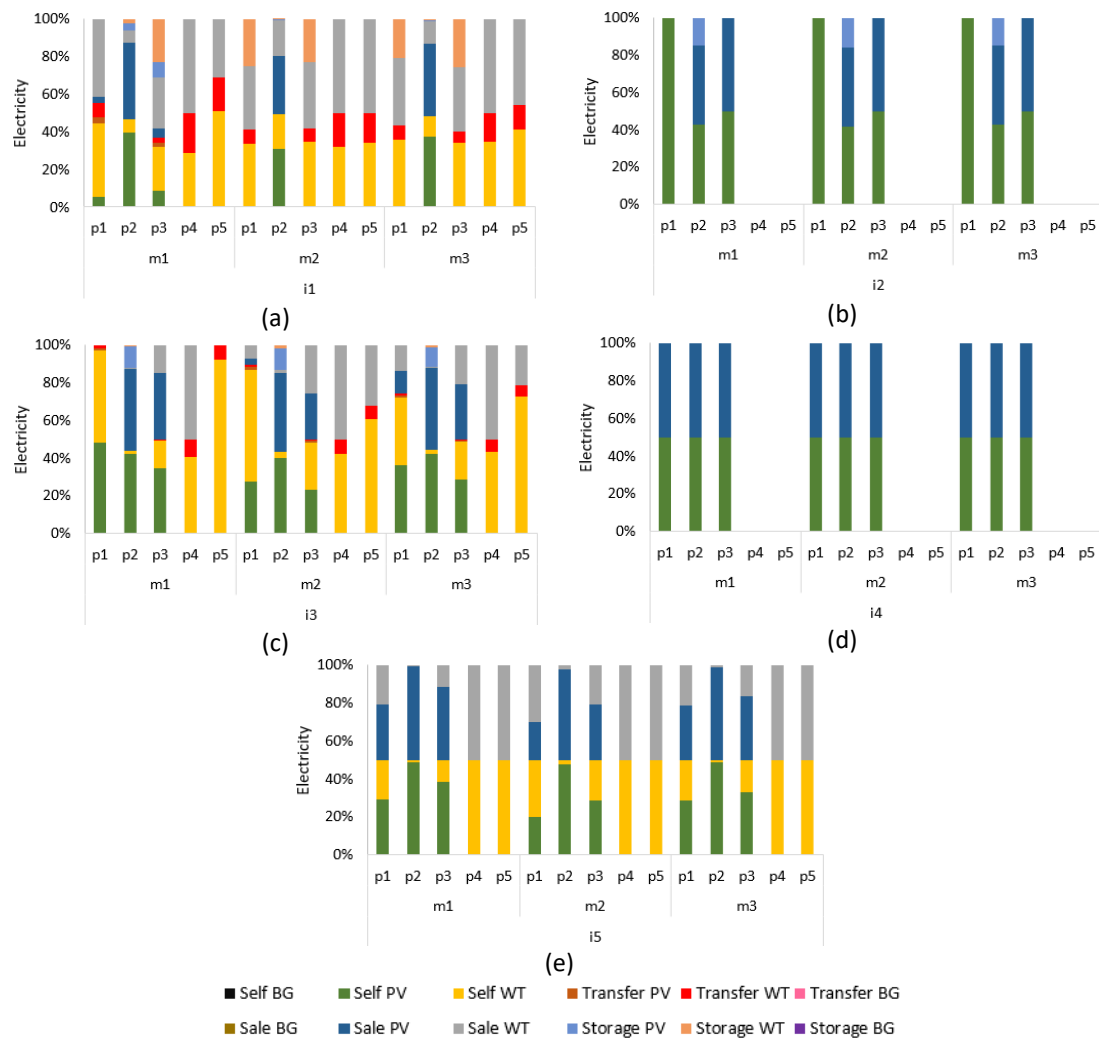 100%
80%
60%
40%
20%
0%
Electricity
p1 p2 p3 p4 p5 p1 p2 p3 p4 p5 p1 p2 p3 p4 p5
m1 m2 m3
i1
(a)
100%
80%
60%
40%
20%
0%
Electricity
p1 p2 p3 p4 p5 p1 p2 p3 p4 p5 p1 p2 p3 p4 p5
m1 m2 m3
i2
(b)
100%
80%
60%
40%
20%
0%
Electricity
p1 p2 p3 p4 p5 p1 p2 p3 p4 p5 p1 p2 p3 p4 p5
m1 m2 m3
i3
(c)
100%
80%
60%
40%
20%
0%
Electricity
p1 p2 p3 p4 p5 p1 p2 p3 p4 p5 p1 p2 p3 p4 p5
m1 m2 m3
i4
(d)
100%
80%
60%
40%
20%
0%
Electricity
p1 p2 p3 p4 p5 p1 p2 p3 p4 p5 p1 p2 p3 p4 p5
m1 m2 m3
i5
(e)
Self BG Self PV Self WT Transfer PV Transfer WT Transfer BG
Sale BG Sale PV Sale WT Storage PV Storage WT Storage BG